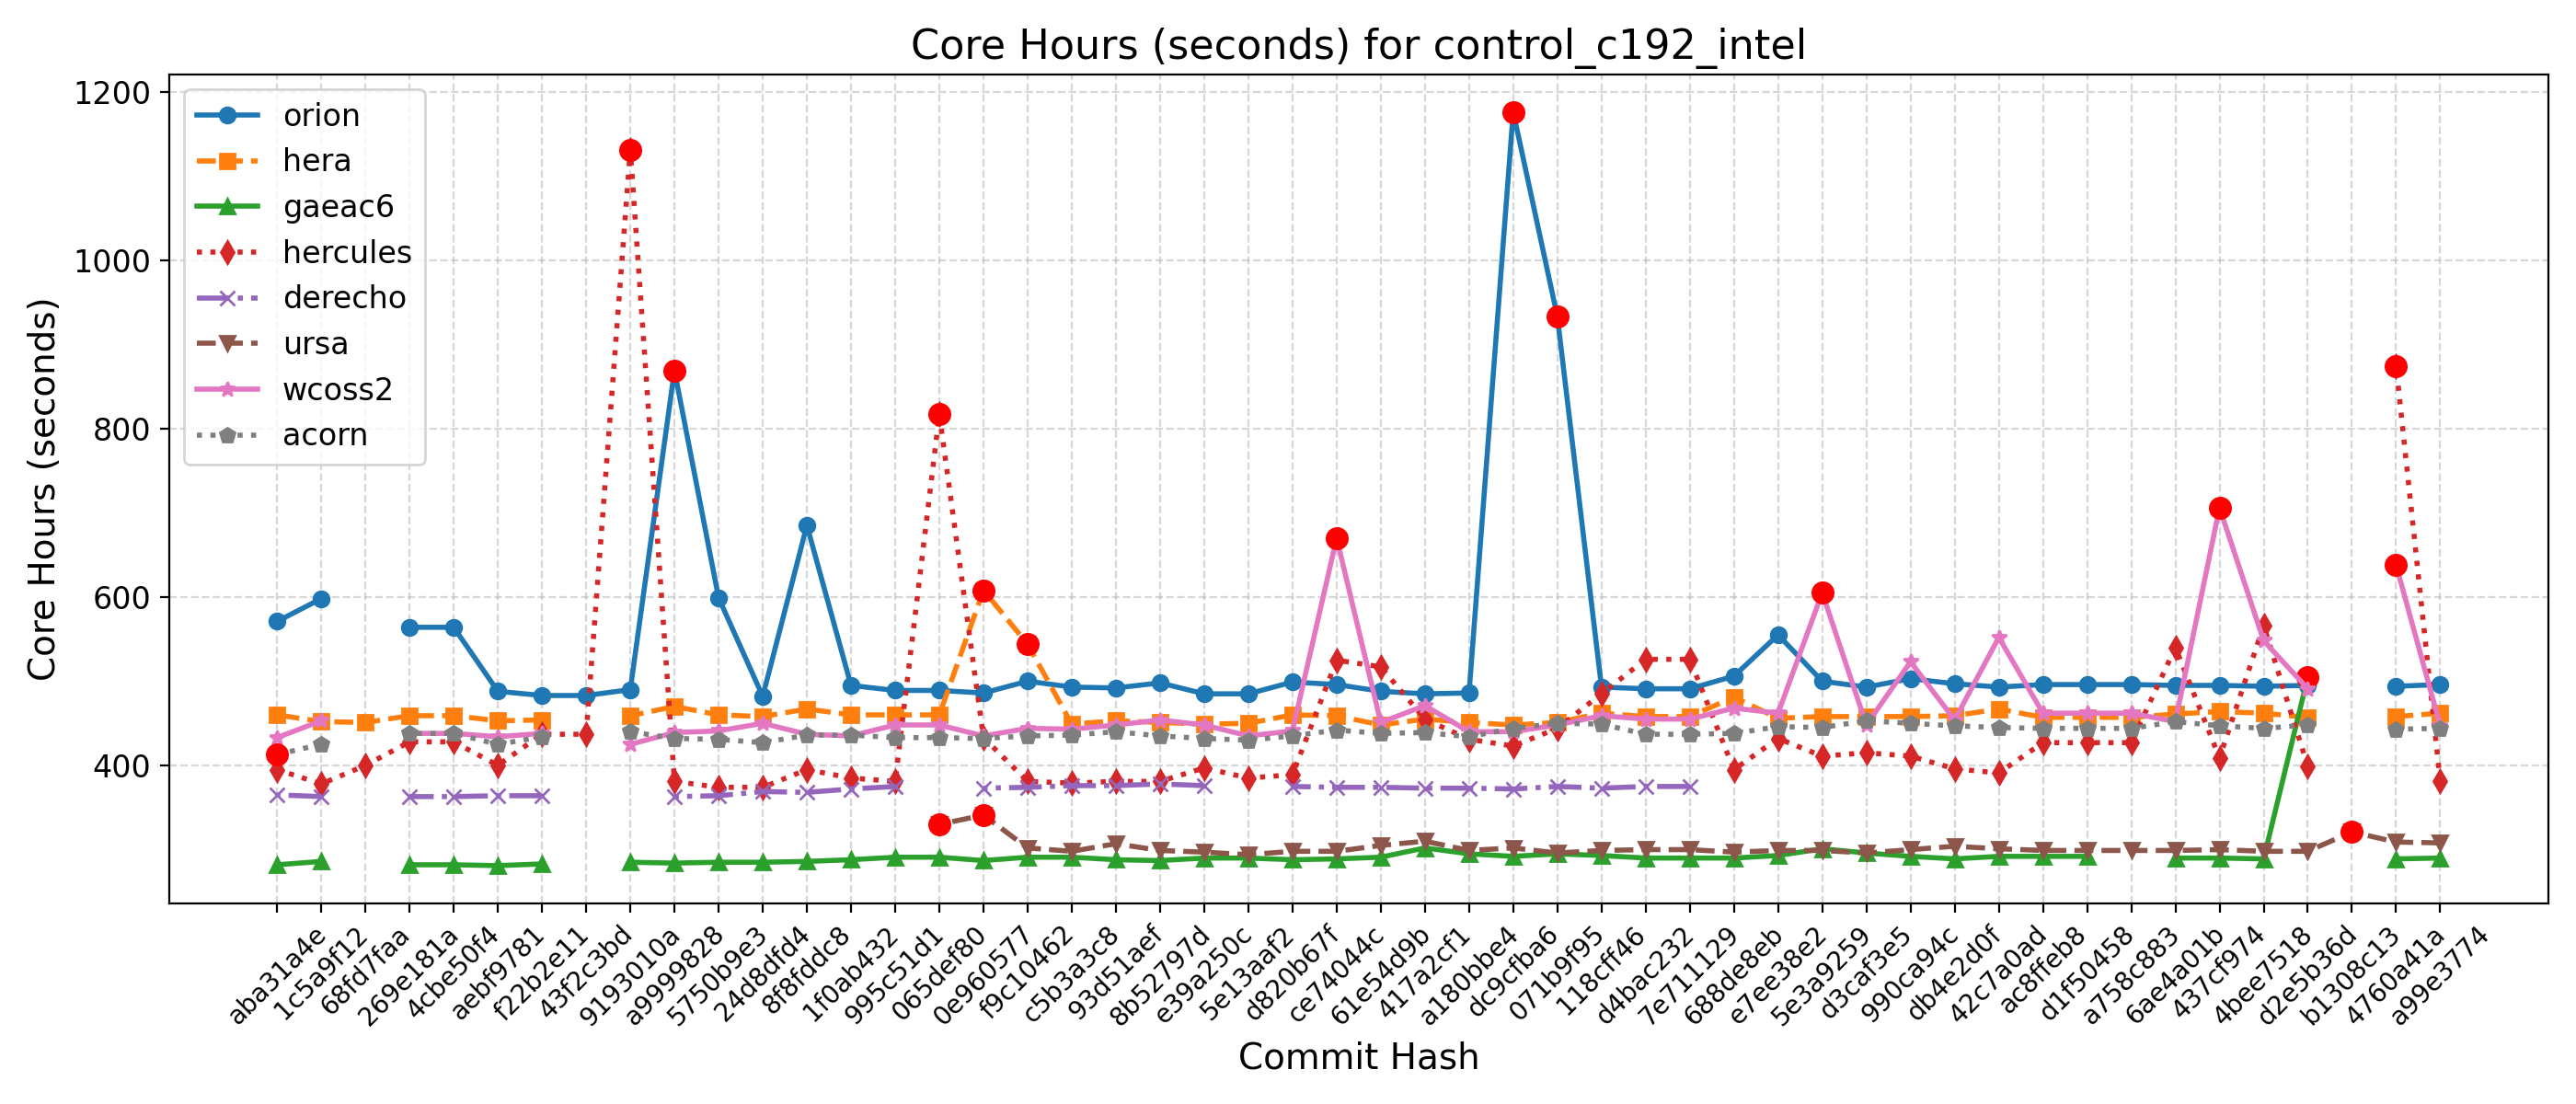 Core Hours (seconds) for control_c192_intel
Core Hours (seconds)
1200
1000
800
600
400
orion
hera
gaeac6
hercules
derecho
ursa
wcoss2
acorn
aba31a4e
1c5a9f12
68fd7faa
269e181a
4cbe50f4
aebf9781
f22b2e11
43f2c3bd
9193010a
a9999828
5750b9e3
24d8dfd4
8f8fddc8
1f0ab432
995c51d1
065def80
0e960577
f9c10462
c5b3a3c8
93d51aef
8b52797d
e39a250c
5e13aaf2
d820b67f
ce74044c
61e54d9b
417a2cf1
a180bbe4
dc9cfba6
071b9f95
118cff46
d4bac232
7e711129
688de8eb
e7ee38e2
5e3a9259
d3caf3e5
990ca94c
db4e2d0f
42c7a0ad
ac8ffeb8
d1f50458
a758c883
6ae4a01b
437cf974
4bee7518
d2e5b36d
b1308c13
4760a41a
a99e3774
Commit Hash